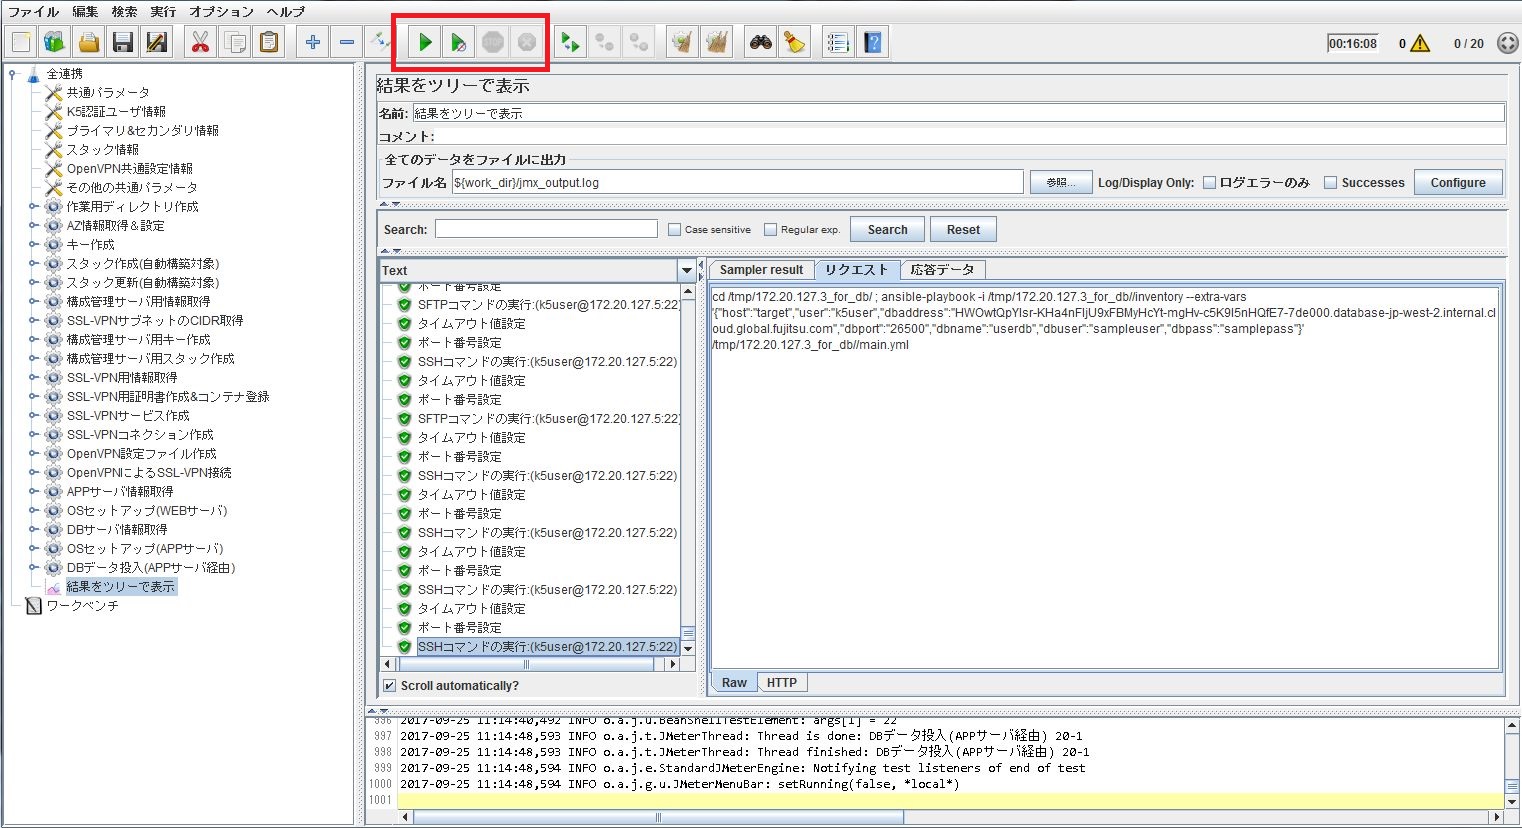 ファイル 編集 検索 実行 オプション ヘルプ
STOP
00:16:08 0 0 / 20
全連携
共通パラメータ
K5認証ユーザ情報
プライマリ&セカンダリ情報
スタック情報
OpenVPN共通設定情報
その他の共通パラメータ
作業用ディレクトリ作成
AZ情報取得＆設定
キー作成
スタック作成(自動構築対象)
スタック更新(自動構築対象)
構成管理サーバ用情報取得
SSL-VPNサブネットのCIDR取得
構成管理サーバ用キー作成
構成管理サーバ用スタック作成
SSL-VPN用情報取得
SSL-VPN用証明書作成&コンテナ登録
SSL-VPNサービス作成
SSL-VPNコネクション作成
OpenVPN設定ファイル作成
OpenVPNによるSSL-VPN接続
APPサーバ情報取得
OSセットアップ(WEBサーバ)
DBサーバ情報取得
OSセットアップ(APPサーバ)
DBデータ投入(APPサーバ経由)
結果をツリーで表示
ワークベンチ
結果をツリーで表示
名前: 結果をツリーで表示
コメント:
全てのデータをファイルに出力
ファイル名 ${work_dir}/jmx_output.log 参照... Log/Display Only: ログエラーのみ Successes Configure
Search: Case sensitive Regular exp. Search Reset
Text
ポート番号設定
SFTPコマンドの実行:(k5user@172.20.127.5:22)
タイムアウト値設定
ポート番号設定
SSHコマンドの実行:(k5user@172.20.127.5:22)
タイムアウト値設定
ポート番号設定
SFTPコマンドの実行:(k5user@172.20.127.5:22)
タイムアウト値設定
ポート番号設定
SSHコマンドの実行:(k5user@172.20.127.5:22)
タイムアウト値設定
ポート番号設定
SSHコマンドの実行:(k5user@172.20.127.5:22)
タイムアウト値設定
ポート番号設定
SSHコマンドの実行:(k5user@172.20.127.5:22)
タイムアウト値設定
ポート番号設定
SSHコマンドの実行:(k5user@172.20.127.5:22)
Scroll automatically?
Sampler result リクエスト 応答データ
cd /tmp/172.20.127.3_for_db/ ; ansible-playbook -i /tmp/172.20.127.3_for_db//inventory --extra-vars
'{"host":"target","user":"k5user","dbaddress":"HWOwtQpYIsr-KHa4nFIjU9xFBMyHcYt-mgHv-c5K9I5nHQfE7-7de000.database-jp-west-2.internal.cl
oud.global.fujitsu.com","dbport":"26500","dbname":"userdb","dbuser":"sampleuser","dbpass":"samplepass"}'
/tmp/172.20.127.3_for_db//main.yml
Raw HTTP
996 2017-09-25 11:14:40,492 INFO o.a.j.u.BeanShellTestElement: args[1] = 22
997 2017-09-25 11:14:48,593 INFO o.a.j.t.JMeterThread: Thread is done: DBデータ投入(APPサーバ経由) 20-1
998 2017-09-25 11:14:48,593 INFO o.a.j.t.JMeterThread: Thread finished: DBデータ投入(APPサーバ経由) 20-1
999 2017-09-25 11:14:48,594 INFO o.a.j.e.StandardJMeterEngine: Notifying test listeners of end of test
1000 2017-09-25 11:14:48,594 INFO o.a.j.g.u.JMeterMenuBar: setRunning(false, *local*)
1001